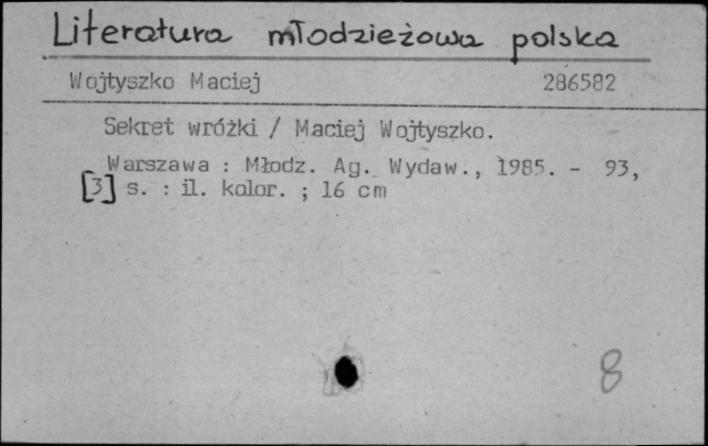 Literatura młodzieżowa polska
Wojtyszko Maciej 286582
Sekret wróżki / Maciej Wojtyszko.
Warszawa : Młodz. Ag. Wydaw., 1985. - 93,
[3] s. : il. kolor. ; 16 cm
8